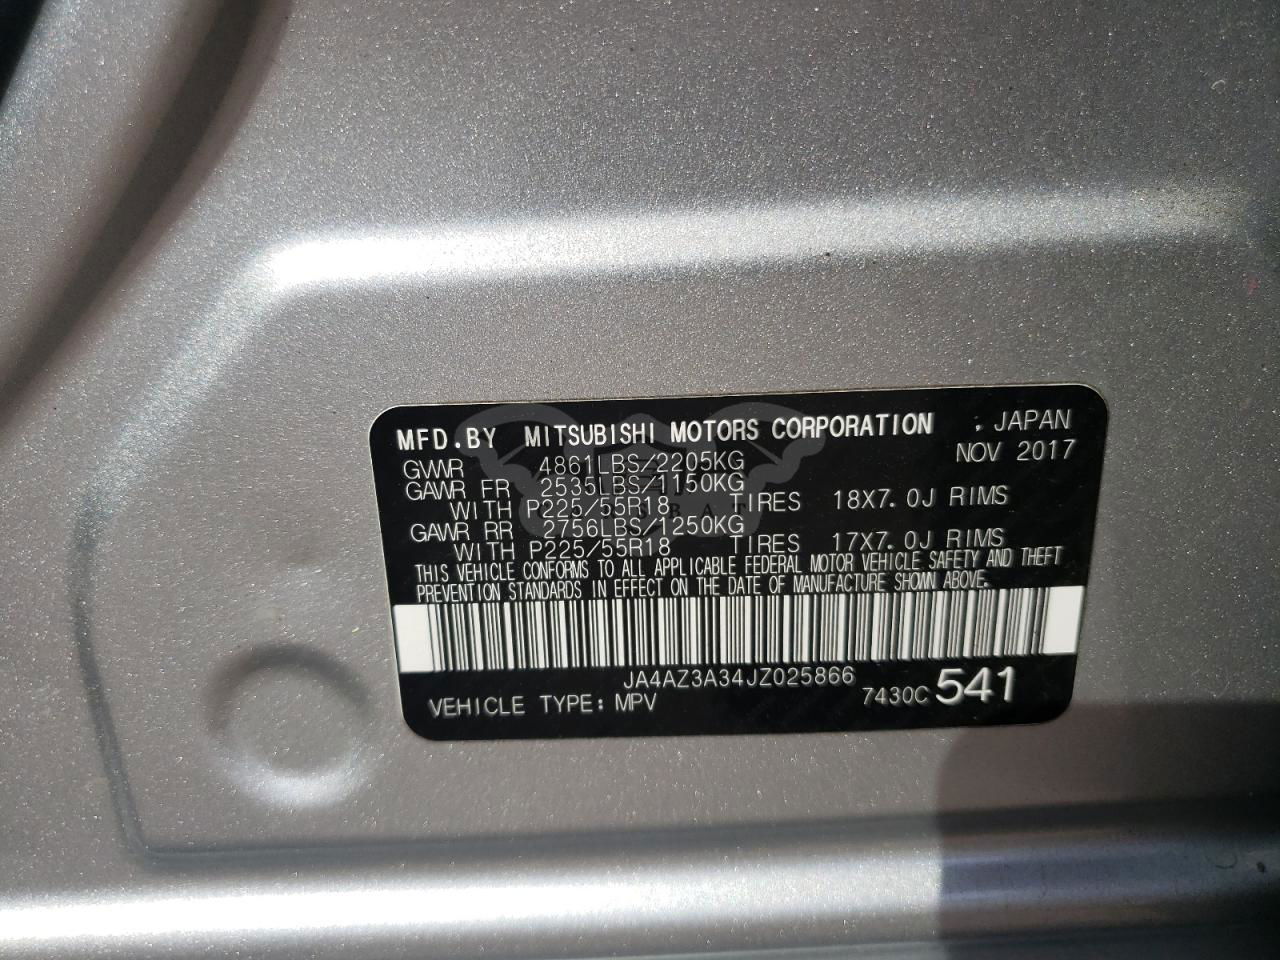 MFD.BY MITSUBISHI MOTORS CORPORATION ; JAPAN
NOV 2017
GVWR 4861LBS/2205KG
GAWR FR 2535LBS/1150KG
WITH P225/55R18 TIRES 18X7.0J RIMS
GAWR RR 2756LBS/1250KG
WITH P225/55R18 TIRES 17X7.0J RIMS
THIS VEHICLE CONFORMS TO ALL APPLICABLE FEDERAL MOTOR VEHICLE SAFETY AND THEFT
PREVENTION STANDARDS IN EFFECT ON THE DATE OF MANUFACTURE SHOWN ABOVE.
JA4AZ3A34JZ025866
VEHICLE TYPE: MPV 7430C 541